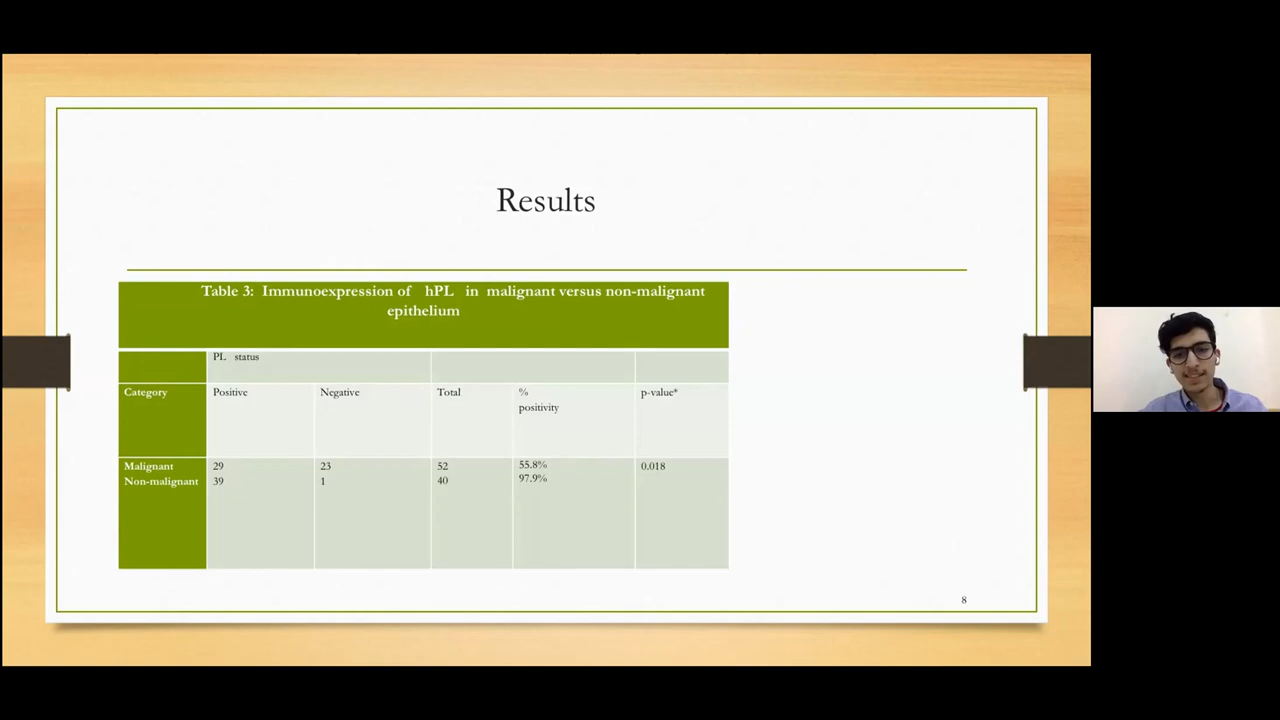 Results
Table 3: Immunoexpression of hPL in malignant versus non-malignant
epithelium
PL status
Category Positive Negative Total % positivity p-value*
Malignant 29 23 52 55.8% 0.018
Non-malignant 39 1 40 97.9%
8